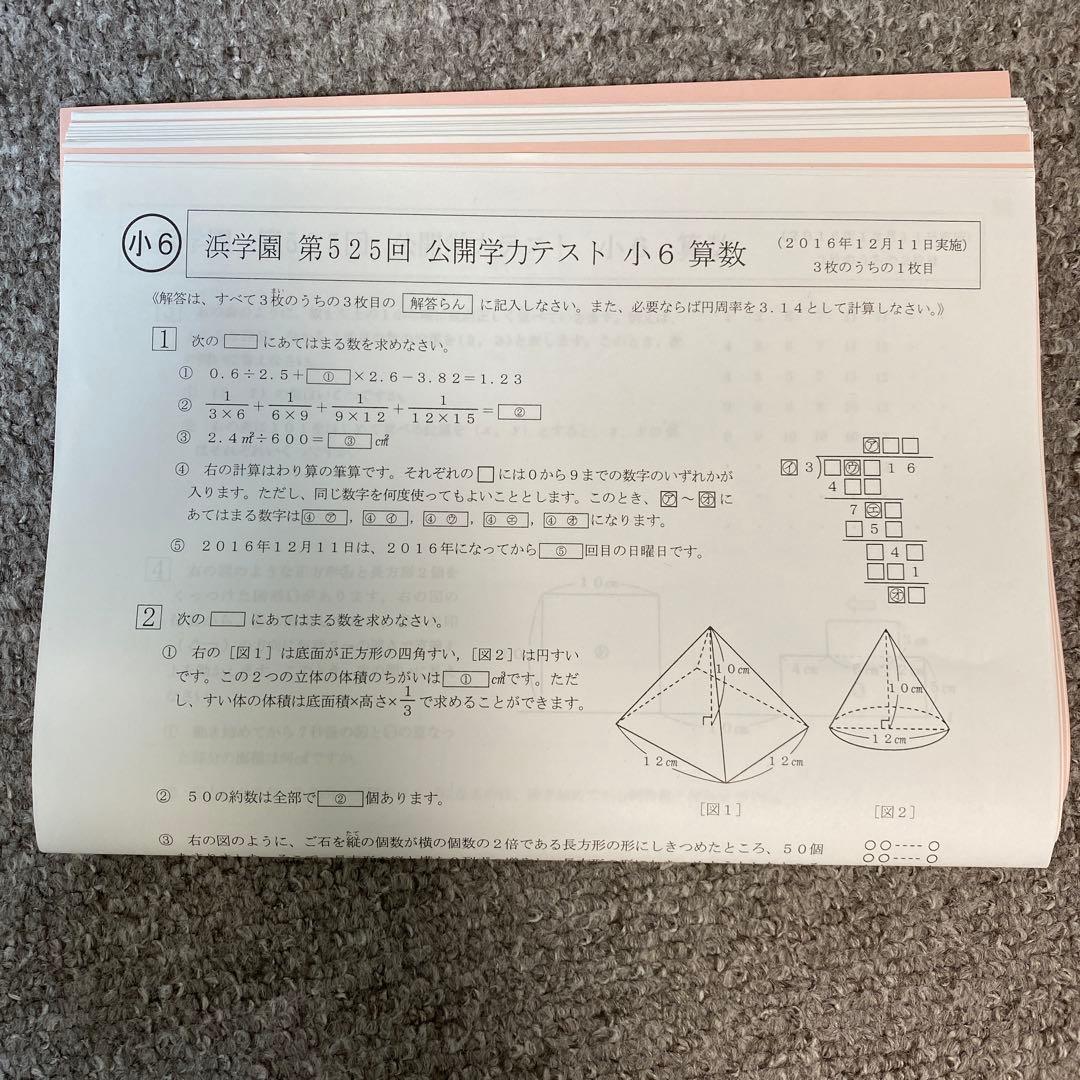 小6 浜学園 第525回 公開学力テスト 小6 算数 (2016年12月11日実施)
3枚のうちの1枚目
《解答は、すべて3枚のうちの3枚目の 解答らん に記入しなさい。また、必要ならば円周率を3.14として計算しなさい。》
1 次の□にあてはまる数を求めなさい。
① 0.6÷2.5+①×2.6−3.82=1.23
② 1/(3×6)+1/(6×9)+1/(9×12)+1/(12×15)=②
③ 2.4㎡÷600=③㎠
④ 右の計算はわり算の筆算です。それぞれの□には0から9までの数字のいずれかが
入ります。ただし、同じ数字を何度使ってもよいこととします。このとき、ア〜オに
あてはまる数字は④ア, ④イ, ④ウ, ④エ, ④オになります。
ア□□
イ3)□ウ□16
4□□
7エ□
□5□
□4□
□□1
オ□
⑤ 2016年12月11日は、2016年になってから⑤回目の日曜日です。
2 次の□にあてはまる数を求めなさい。
① 右の[図1]は底面が正方形の四角すい,[図2]は円すい
です。この2つの立体の体積のちがいは①㎤です。ただ
し、すい体の体積は底面積×高さ×1/3で求めることができます。
10㎝
12㎝
12㎝
[図1]
10㎝
12㎝
[図2]
② 50の約数は全部で②個あります。
③ 右の図のように、ご石を縦の個数が横の個数の2倍である長方形の形にしきつめたところ、50個